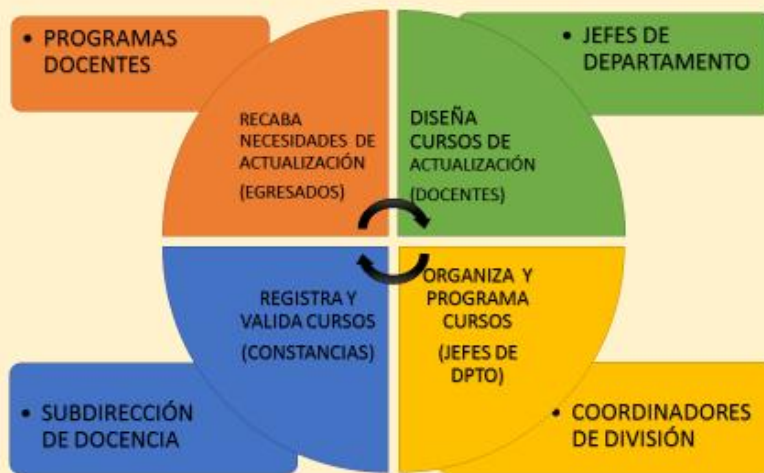 • PROGRAMAS
DOCENTES
• JEFES DE
DEPARTAMENTO
RECABA
NECESIDADES DE
ACTUALIZACIÓN
(EGRESADOS)
DISEÑA
CURSOS DE
ACTUALIZACIÓN
(DOCENTES)
REGISTRA Y
VALIDA CURSOS
(CONSTANCIAS)
ORGANIZA Y
PROGRAMA
CURSOS
(JEFES DE
DPTO)
• SUBDIRECCIÓN
DE DOCENCIA
• COORDINADORES
DE DIVISIÓN